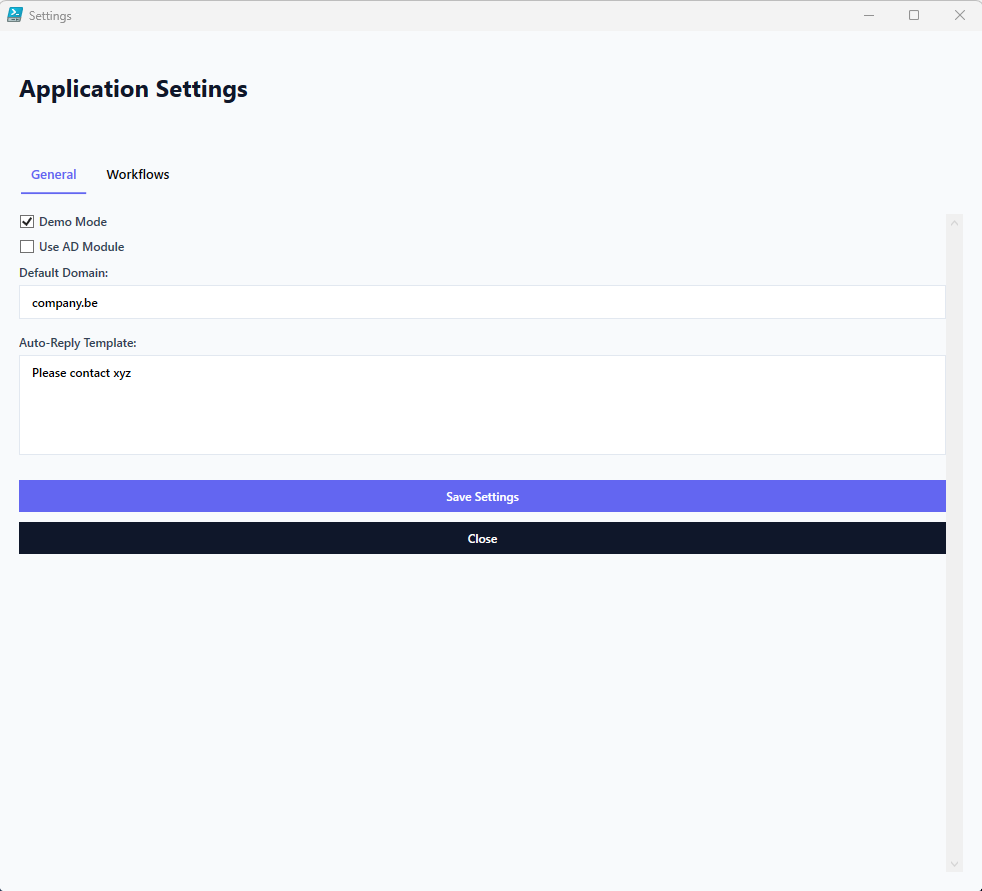 Settings
Application Settings
General Workflows
Demo Mode
Use AD Module
Default Domain:
company.be
Auto-Reply Template:
Please contact xyz
Save Settings
Close